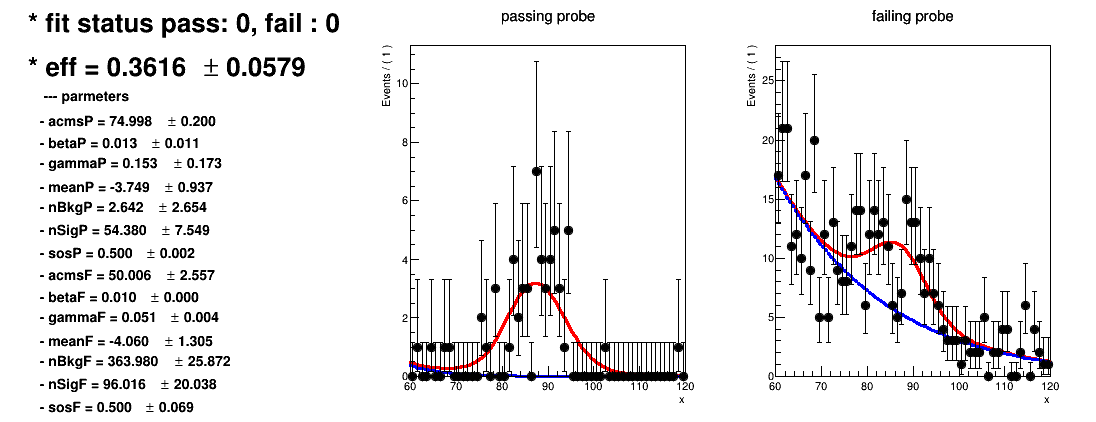 * fit status pass: 0, fail : 0
* eff = 0.3616 ± 0.0579
--- parmeters
- acmsP = 74.998 ± 0.200
- betaP = 0.013 ± 0.011
- gammaP = 0.153 ± 0.173
- meanP = -3.749 ± 0.937
- nBkgP = 2.642 ± 2.654
- nSigP = 54.380 ± 7.549
- sosP = 0.500 ± 0.002
- acmsF = 50.006 ± 2.557
- betaF = 0.010 ± 0.000
- gammaF = 0.051 ± 0.004
- meanF = -4.060 ± 1.305
- nBkgF = 363.980 ± 25.872
- nSigF = 96.016 ± 20.038
- sosF = 0.500 ± 0.069
passing probe
Events / ( 1 )
10
8
6
4
2
0
60 70 80 90 100 110 120
x
failing probe
Events / ( 1 )
25
20
15
10
5
0
60 70 80 90 100 110 120
x